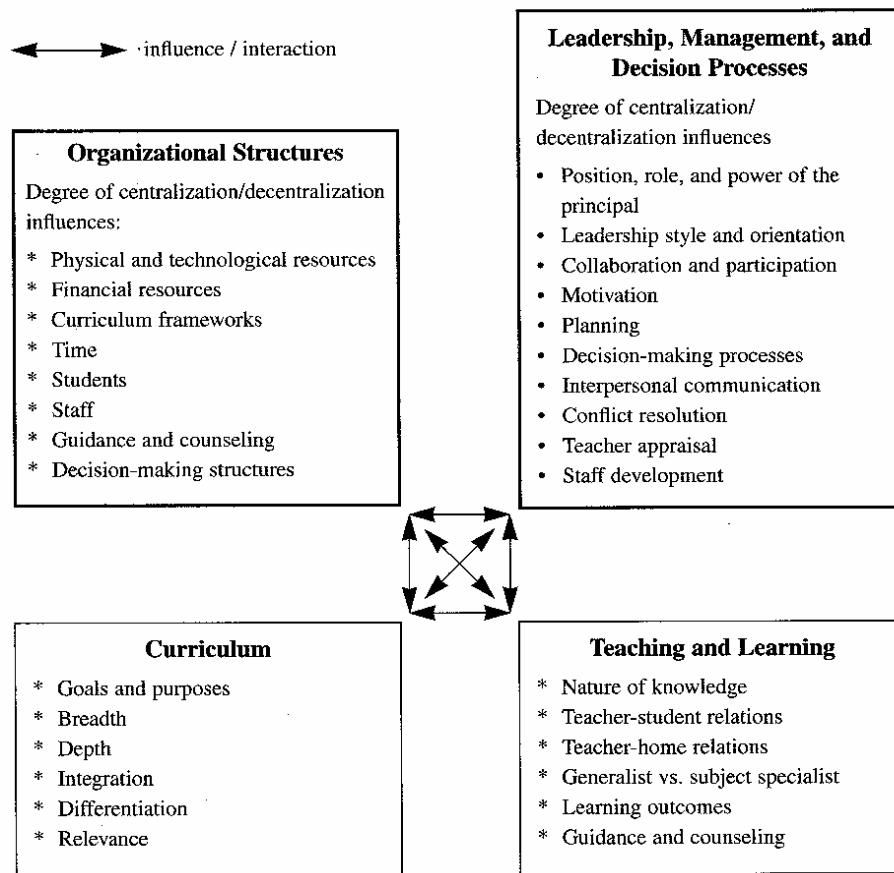 influence / interaction
Leadership, Management, and
Decision Processes
Degree of centralization/
decentralization influences
• Position, role, and power of the
principal
• Leadership style and orientation
• Collaboration and participation
• Motivation
• Planning
• Decision-making processes
• Interpersonal communication
• Conflict resolution
• Teacher appraisal
• Staff development
Organizational Structures
Degree of centralization/decentralization
influences:
* Physical and technological resources
* Financial resources
* Curriculum frameworks
* Time
* Students
* Staff
* Guidance and counseling
* Decision-making structures
Curriculum
* Goals and purposes
* Breadth
* Depth
* Integration
* Differentiation
* Relevance
Teaching and Learning
* Nature of knowledge
* Teacher-student relations
* Teacher-home relations
* Generalist vs. subject specialist
* Learning outcomes
* Guidance and counseling